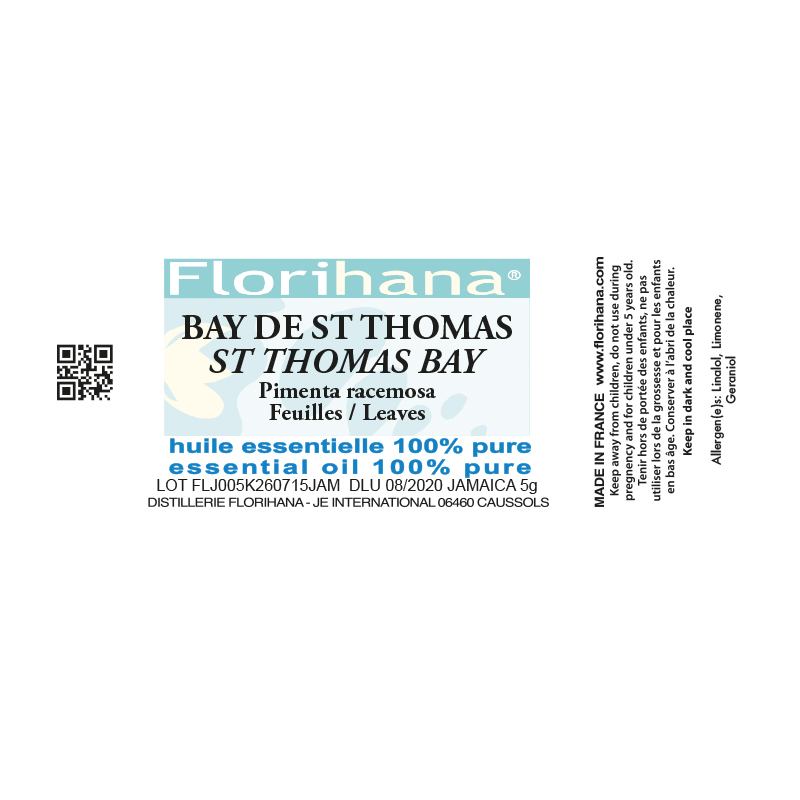 Florihana®
BAY DE ST THOMAS
ST THOMAS BAY
Pimenta racemosa
Feuilles / Leaves
huile essentielle 100% pure
essential oil 100% pure
LOT FLJ005K260715JAM DLU 08/2020 JAMAICA 5g
DISTILLERIE FLORIHANA - JE INTERNATIONAL 06460 CAUSSOLS
MADE IN FRANCE www.florihana.com
Keep away from children, do not use during
pregnency and for children under 5 years old.
Tenir hors de portée des enfants, ne pas
utiliser lors de la grossesse et pour les enfants
en bas âge. Conserver à l'abri de la chaleur.
Keep in dark and cool place
Allergen(e)s: Linalol, Limonene,
Geraniol